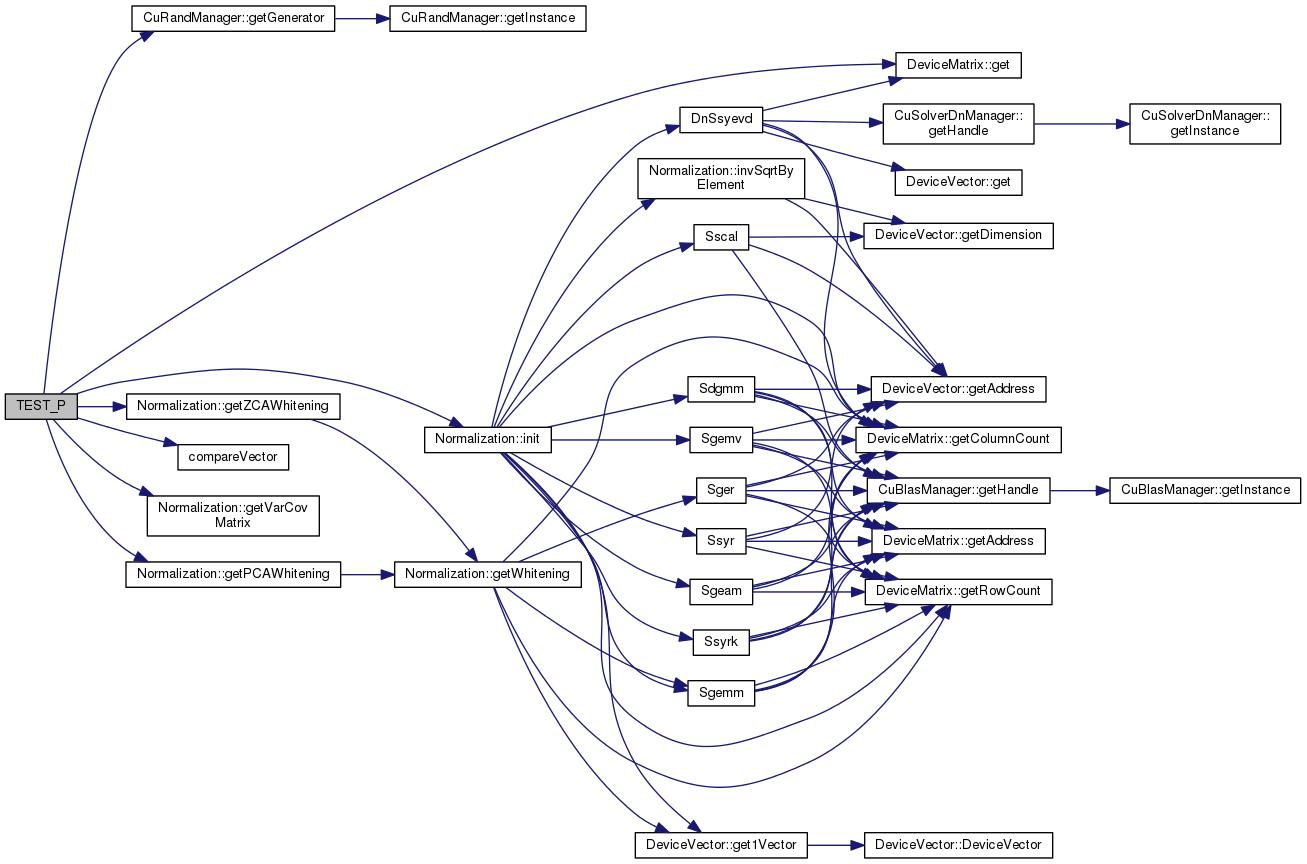 CuRandManager::getGenerator
CuRandManager::getInstance
DeviceMatrix::get
DnSsyevd
CuSolverDnManager::
getHandle
CuSolverDnManager::
getInstance
Normalization::invSqrtBy
Element
DeviceVector::get
Sscal
DeviceVector::getDimension
TEST_P
Normalization::getZCAWhitening
compareVector
Normalization::getVarCov
Matrix
Normalization::getPCAWhitening
Normalization::init
Normalization::getWhitening
Sdgmm
Sgemv
Sger
Ssyr
Sgeam
Ssyrk
Sgemm
DeviceVector::getAddress
DeviceMatrix::getColumnCount
CuBlasManager::getHandle
CuBlasManager::getInstance
DeviceMatrix::getAddress
DeviceMatrix::getRowCount
DeviceVector::get1Vector
DeviceVector::DeviceVector